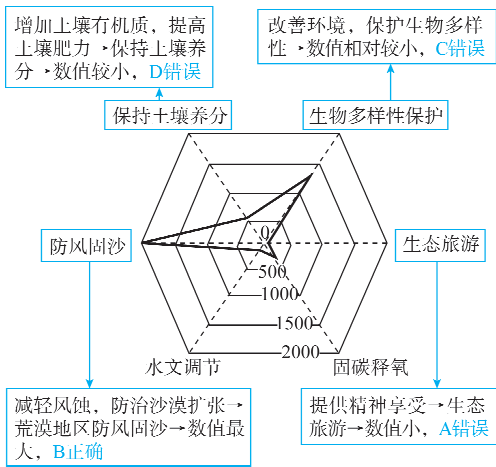 增加土壤有机质，提高
土壤肥力→保持土壤养
分→数值较小，D错误
改善环境，保护生物多样
性→数值相对较小，C错误
保持土壤养分
生物多样性保护
防风固沙
0
生态旅游
500
1000
1500
2000
水文调节
固碳释氧
减轻风蚀，防治沙漠扩张→
荒漠地区防风固沙→数值最
大，B正确
提供精神享受→生态
旅游→数值小，A错误